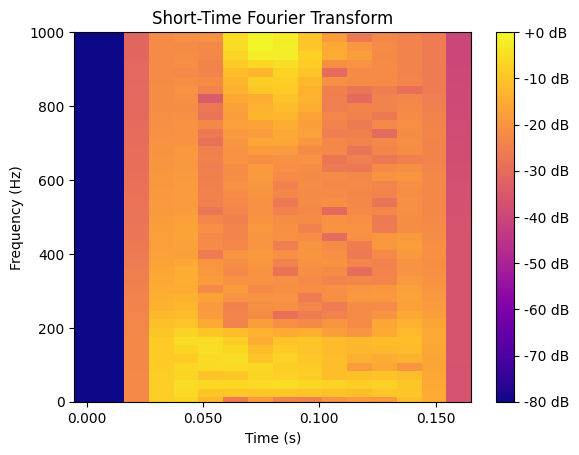 Short-Time Fourier Transform
1000
800
600
400
200
0
Frequency (Hz)
0.000
0.050
0.100
0.150
Time (s)
+0 dB
-10 dB
-20 dB
-30 dB
-40 dB
-50 dB
-60 dB
-70 dB
-80 dB